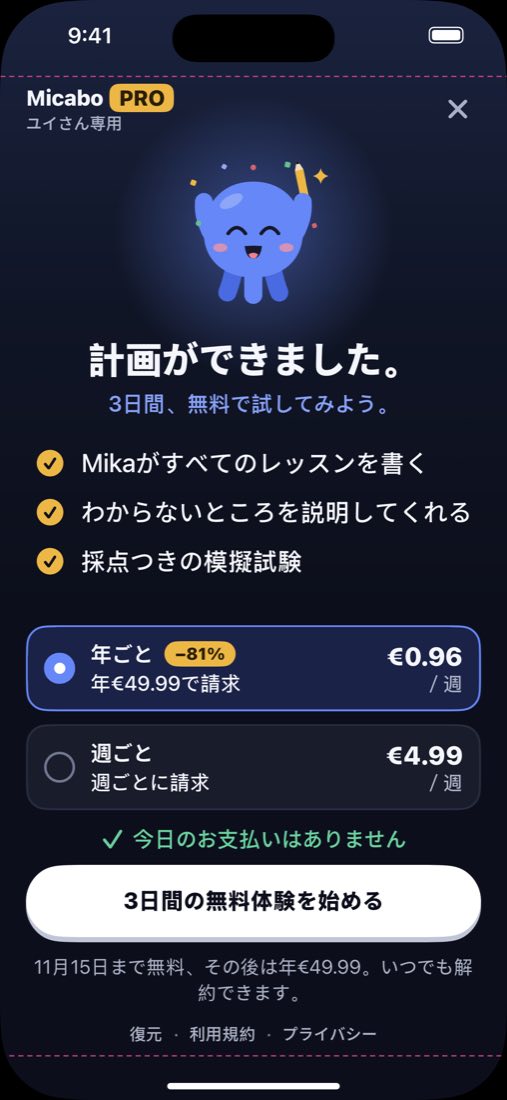 9:41
Micabo PRO
ユイさん専用
計画ができました。
3日間、無料で試してみよう。
Mikaがすべてのレッスンを書く
わからないところを説明してくれる
採点つきの模擬試験
年ごと −81%
年€49.99で請求
€0.96
/ 週
週ごと
週ごとに請求
€4.99
/ 週
今日のお支払いはありません
3日間の無料体験を始める
11月15日まで無料、その後は年€49.99。いつでも解
約できます。
復元 · 利用規約 · プライバシー